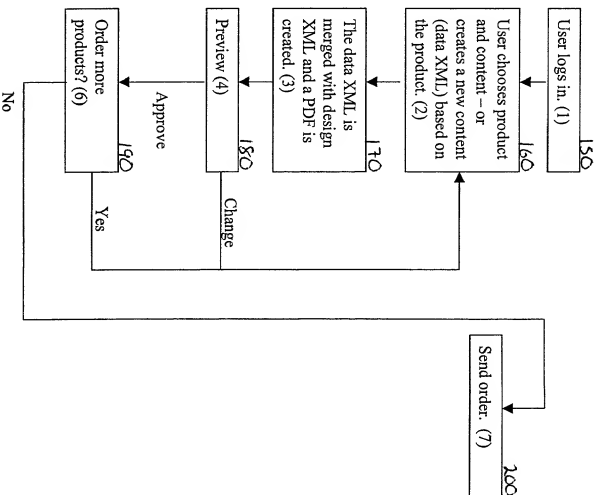 150
User logs in. (1)
160
User chooses product
and content – or
creates a new content
(data XML) based on
the product. (2)
170
The data XML is
merged with design
XML and a PDF is
created. (3)
180
Preview (4)
Change
Approve
190
Order more
products? (6)
Yes
No
200
Send order. (7)